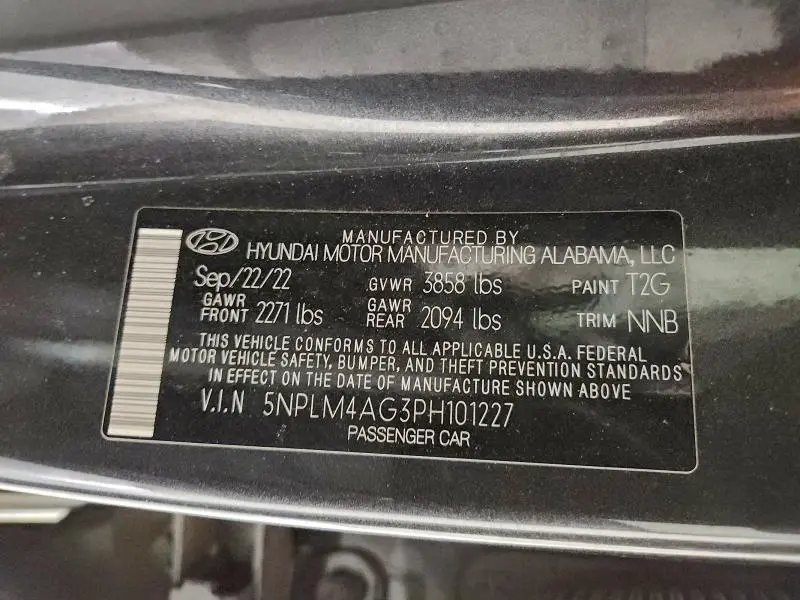 MANUFACTURED BY
HYUNDAI MOTOR MANUFACTURING ALABAMA, LLC
Sep/22/22 GVWR 3858 lbs PAINT T2G
GAWR FRONT 2271 lbs GAWR REAR 2094 lbs TRIM NNB
THIS VEHICLE CONFORMS TO ALL APPLICABLE U.S.A. FEDERAL
MOTOR VEHICLE SAFETY, BUMPER, AND THEFT PREVENTION STANDARDS
IN EFFECT ON THE DATE OF MANUFACTURE SHOWN ABOVE
V.I.N 5NPLM4AG3PH101227
PASSENGER CAR